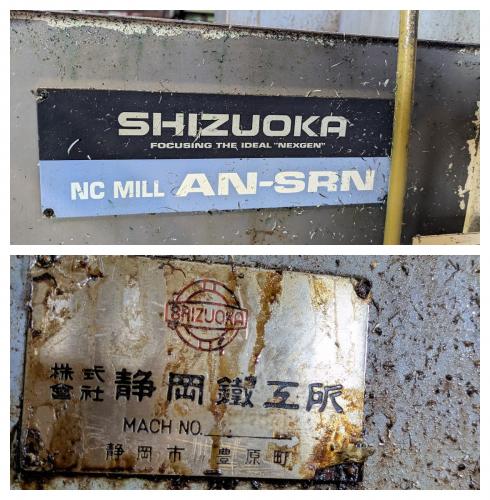 SHIZUOKA
FOCUSING THE IDEAL "NEXGEN"
NC MILL AN-SRN
SHIZUOKA
株式會社 静岡鐵工所
MACH NO.
静岡市 豊原町